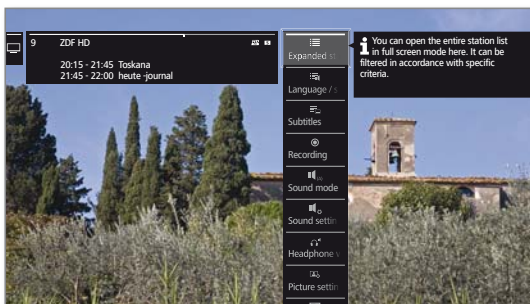 9 ZDF HD
20:15 - 21:45 Toskana
21:45 - 22:00 heute -journal
Expanded st
Language / s
Subtitles
Recording
Sound mode
Sound settin
Headphone v
Picture settin
You can open the entire station list
in full screen mode here. It can be
filtered in accordance with specific
criteria.